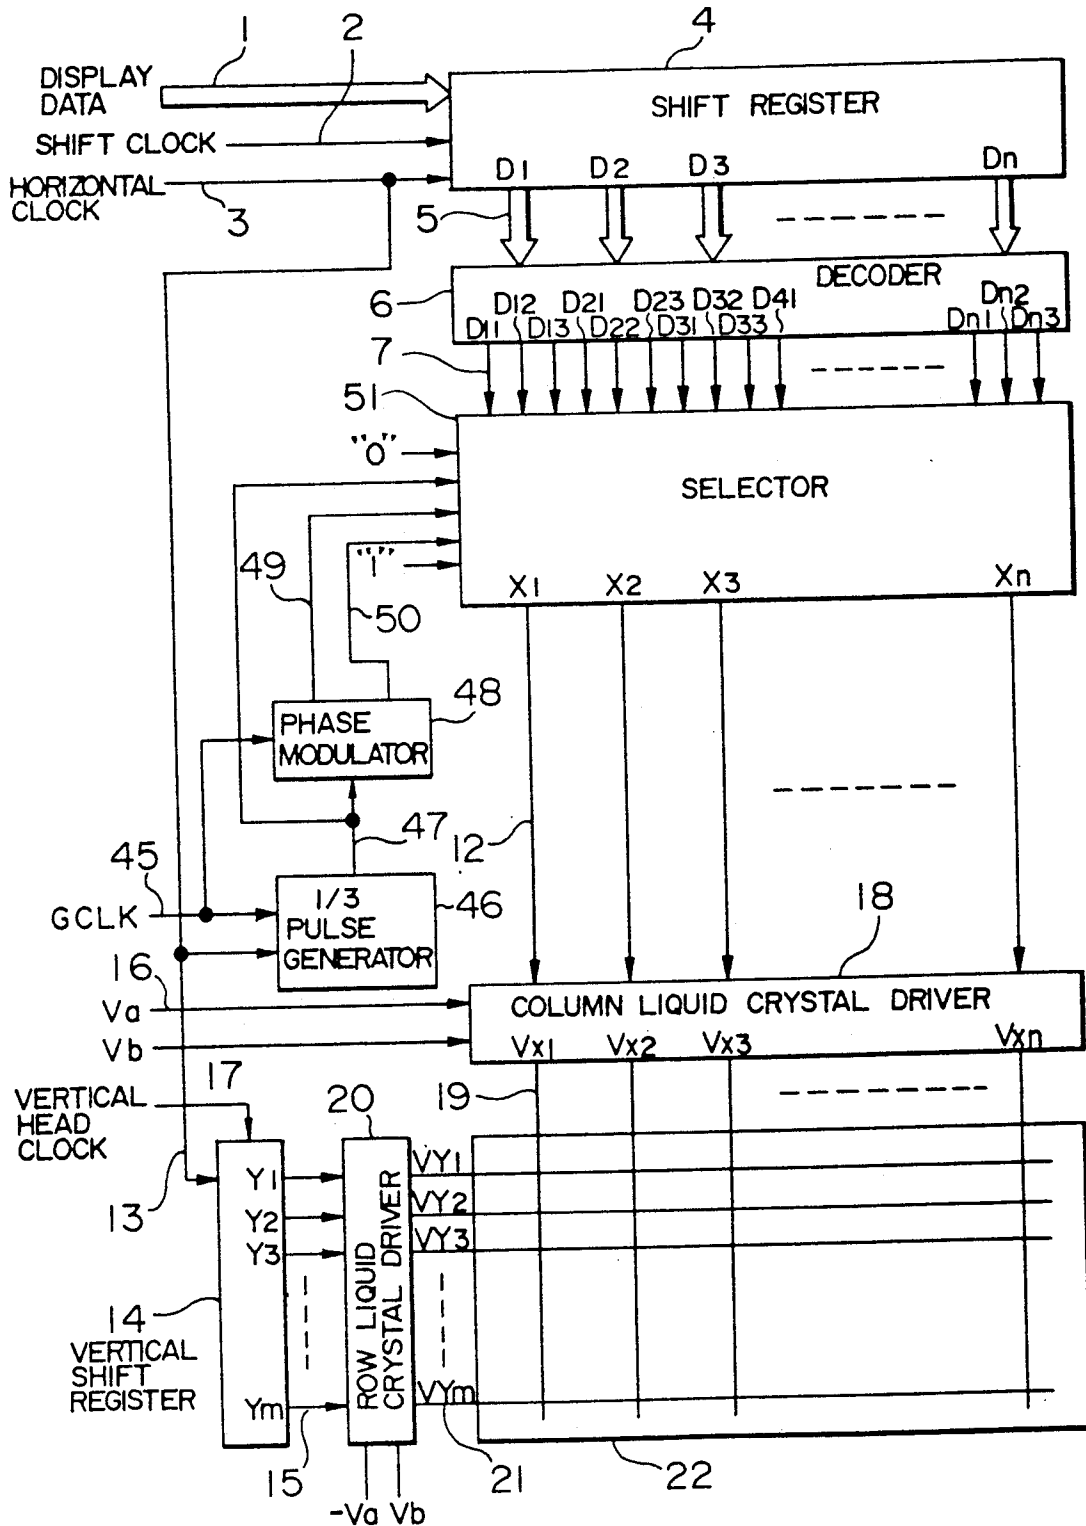 1
2
4
DISPLAY
DATA
SHIFT REGISTER
SHIFT CLOCK
D1 D2 D3 Dn
HORIZONTAL
CLOCK
3
5
6
DECODER
D12 D21 D23 D32 D41 Dn2
D11 D13 D22 D31 D33 Dn1 Dn3
7
51
"0"
SELECTOR
"1"
49
50
X1 X2 X3 Xn
48
PHASE
MODULATOR
47
12
45
GCLK
1/3
PULSE
GENERATOR
46
18
16
Va
COLUMN LIQUID CRYSTAL DRIVER
Vb
Vx1 Vx2 Vx3 Vxn
17
19
20
VERTICAL
HEAD
CLOCK
13
Y1
Y2
Y3
Ym
ROW LIQUID
CRYSTAL DRIVER
VY1
VY2
VY3
VYm
14
VERTICAL
SHIFT
REGISTER
15
21
22
-Va Vb